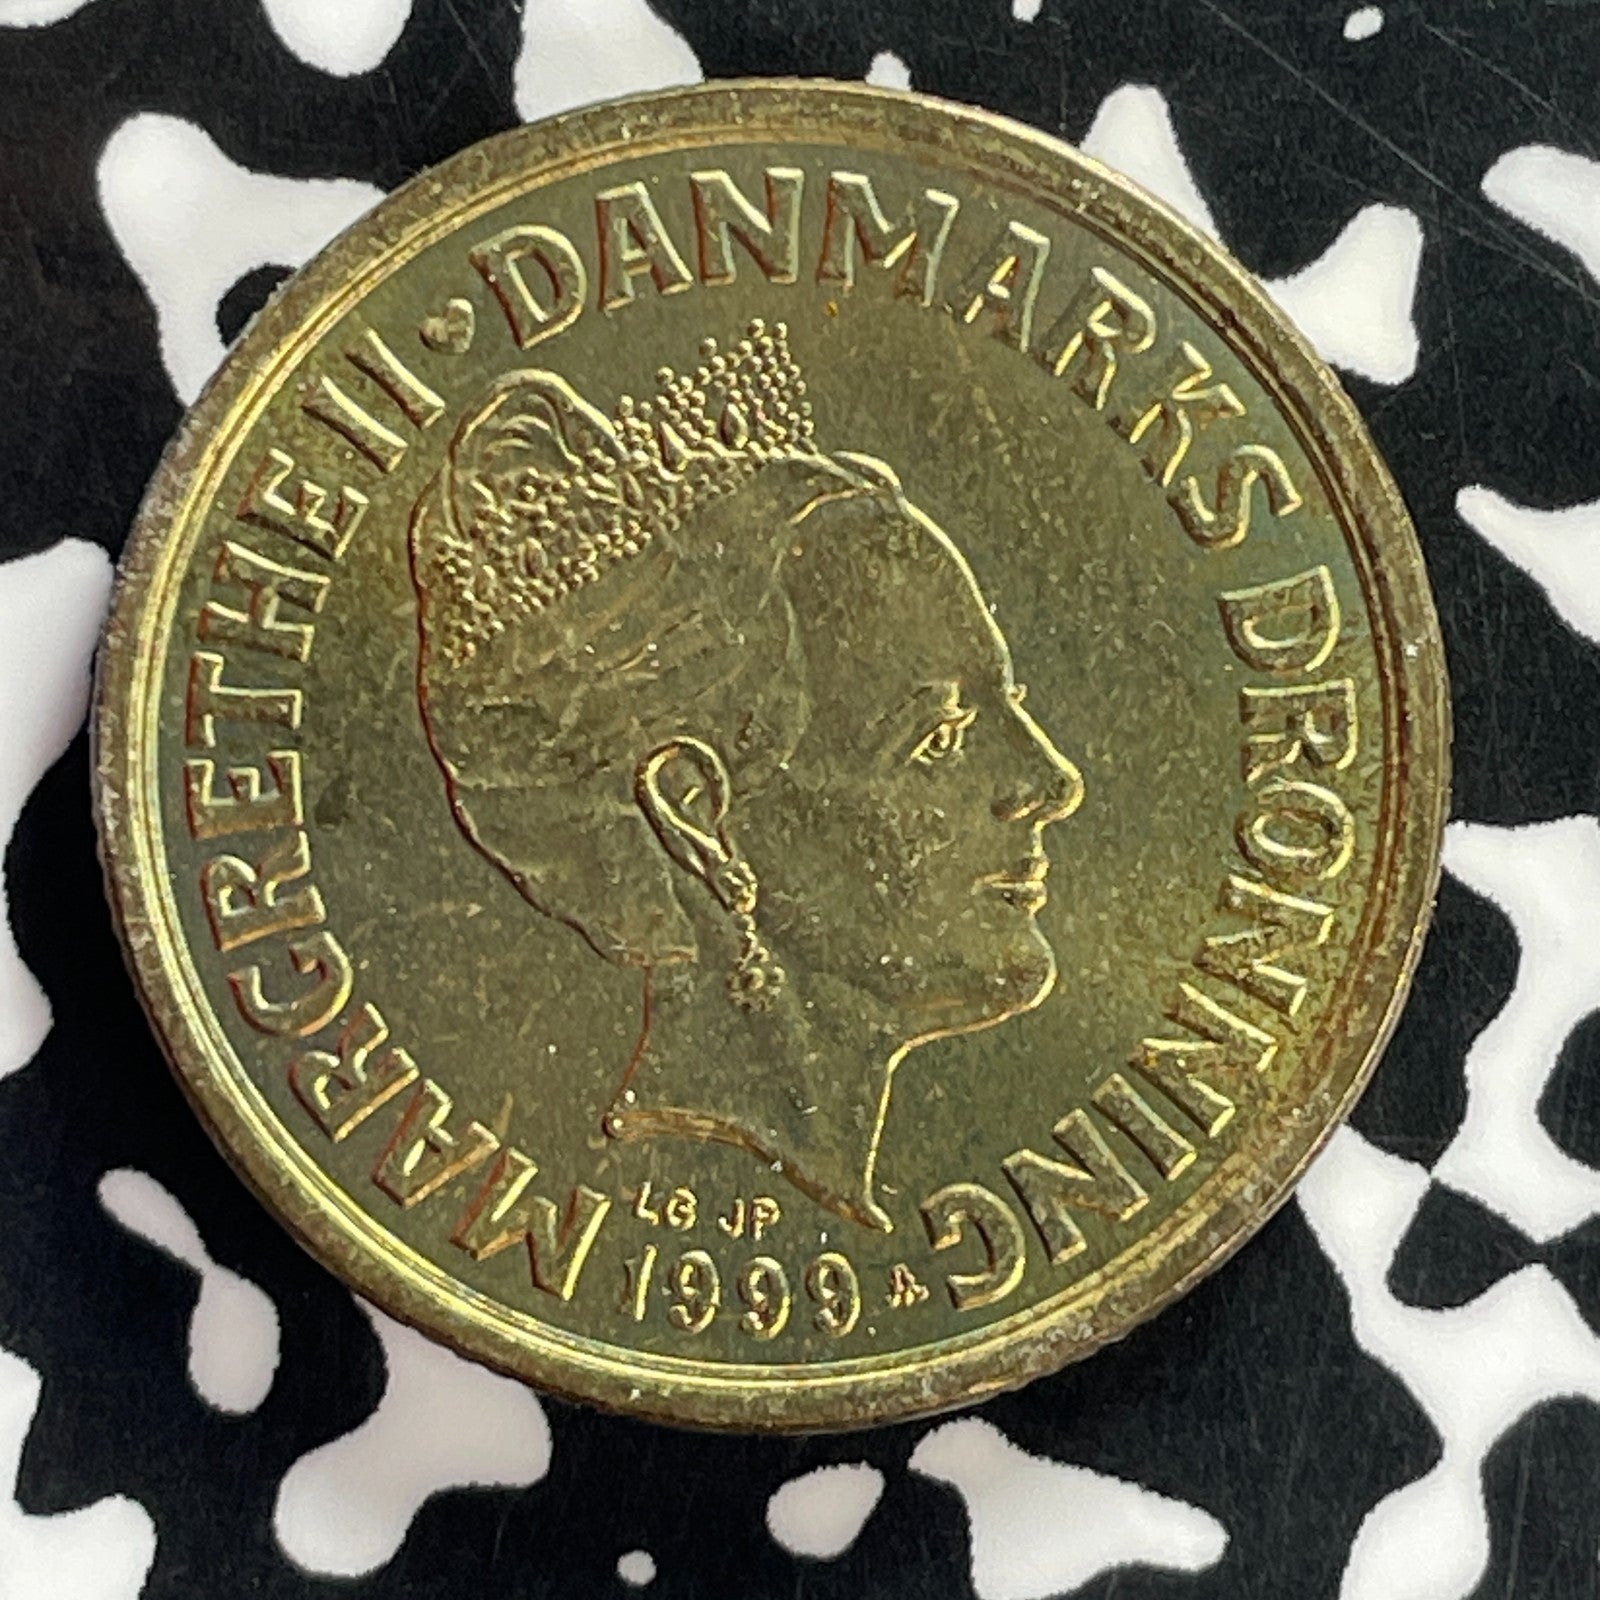 MARGRETHE II ♥ DANMARKS DRONNING
LG JP
1999 A